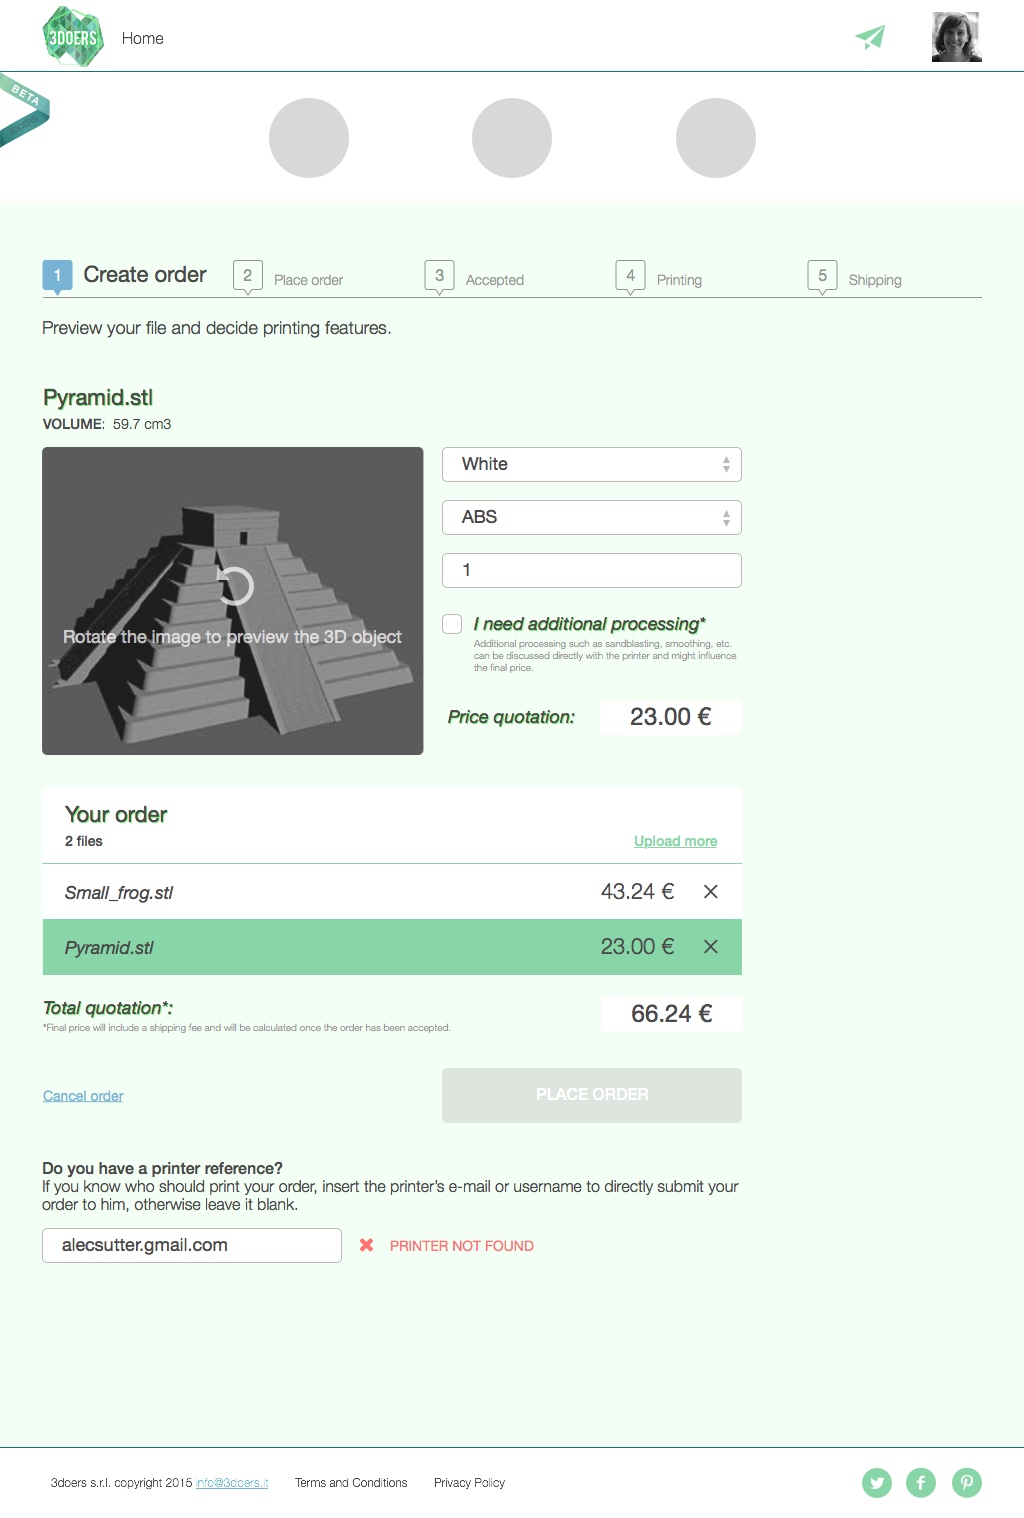 3DOERS
Home
BETA
3DOERS
1 Create order
2 Place order
3 Accepted
4 Printing
5 Shipping
Preview your file and decide printing features.
Pyramid.stl
VOLUME: 59.7 cm3
White
ABS
1
Rotate the image to preview the 3D object
I need additional processing*
Additional processing such as sandblasting, smoothing, etc.
can be discussed directly with the printer and might influence
the final price.
Price quotation: 23.00 €
Your order
2 files
Upload more
Small_frog.stl 43.24 €
Pyramid.stl 23.00 €
Total quotation*: 66.24 €
*Final price will include a shipping fee and will be calculated once the order has been accepted.
Cancel order
PLACE ORDER
Do you have a printer reference?
If you know who should print your order, insert the printer’s e-mail or username to directly submit your
order to him, otherwise leave it blank.
alecsutter.gmail.com
PRINTER NOT FOUND
3doers s.r.l. copyright 2015 info@3doers.it
Terms and Conditions
Privacy Policy